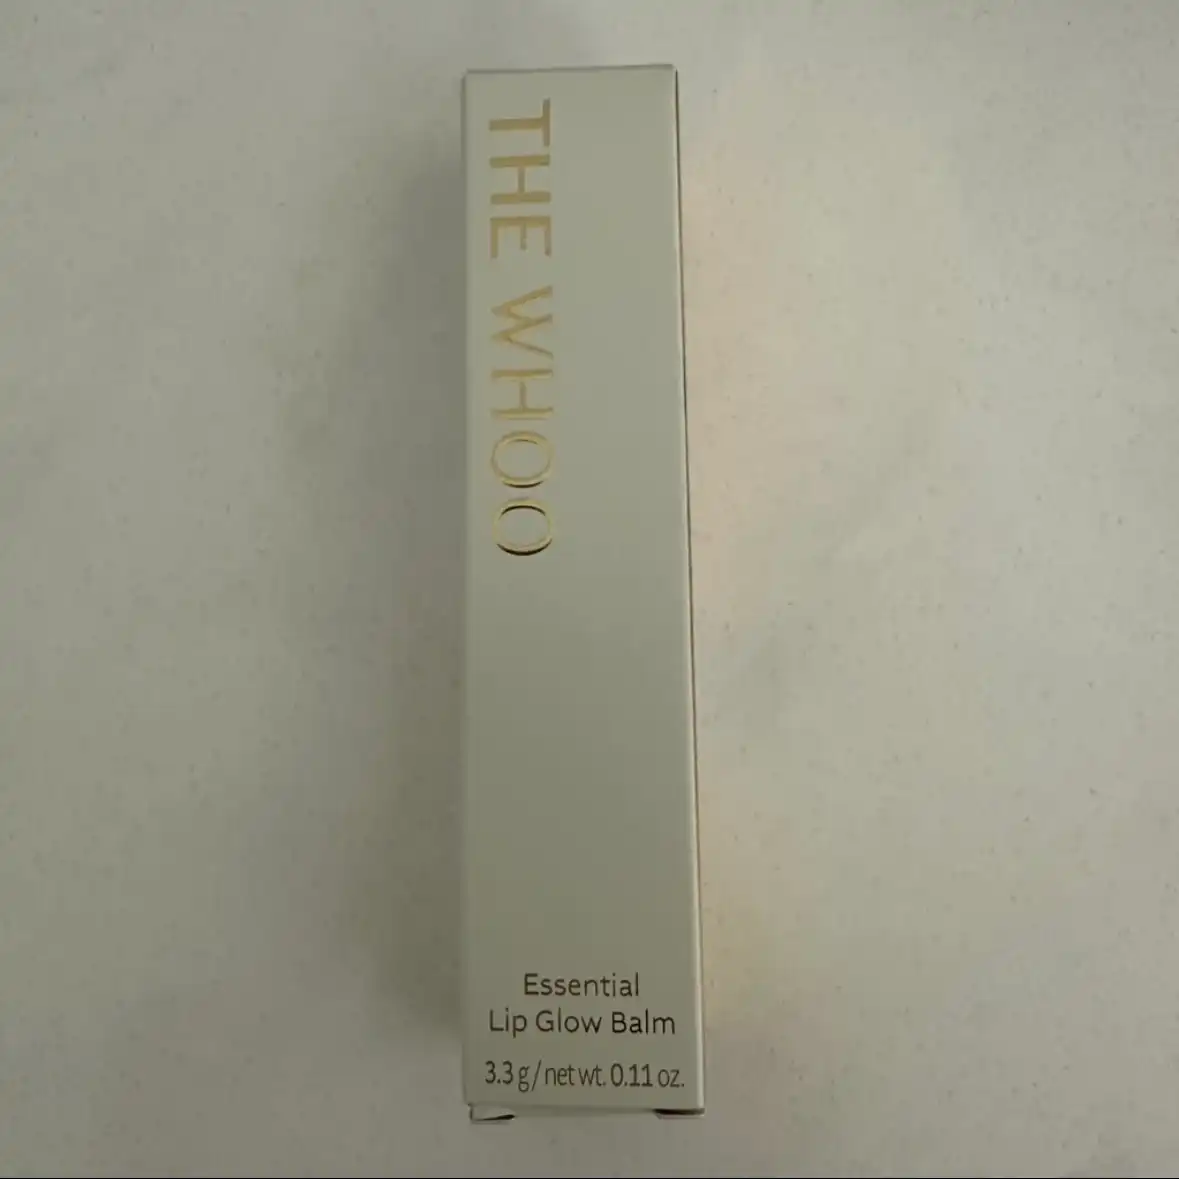 THE WHOO
Essential
Lip Glow Balm
3.3 g/net wt. 0.11 oz.